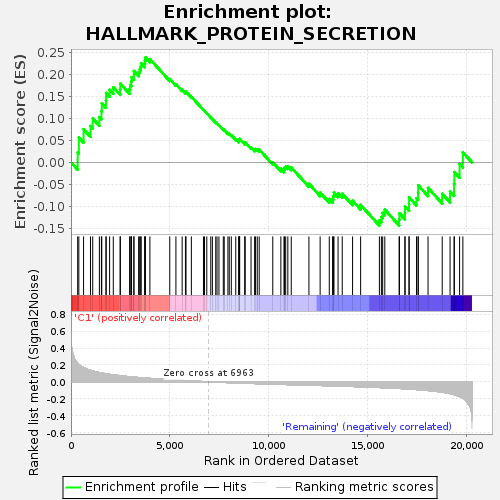 Enrichment plot:
HALLMARK_PROTEIN_SECRETION
Enrichment score (ES)
0.25
0.20
0.15
0.10
0.05
0.00
-0.05
-0.10
-0.15
'C1' (positively correlated)
Ranked list metric (Signal2Noise)
0.8
0.6
0.4
0.2
0.0
-0.2
-0.4
-0.6
Zero cross at 6963
'Remaining' (negatively correlated)
0
5,000
10,000
15,000
20,000
Rank in Ordered Dataset
Enrichment profile
Hits
Ranking metric scores